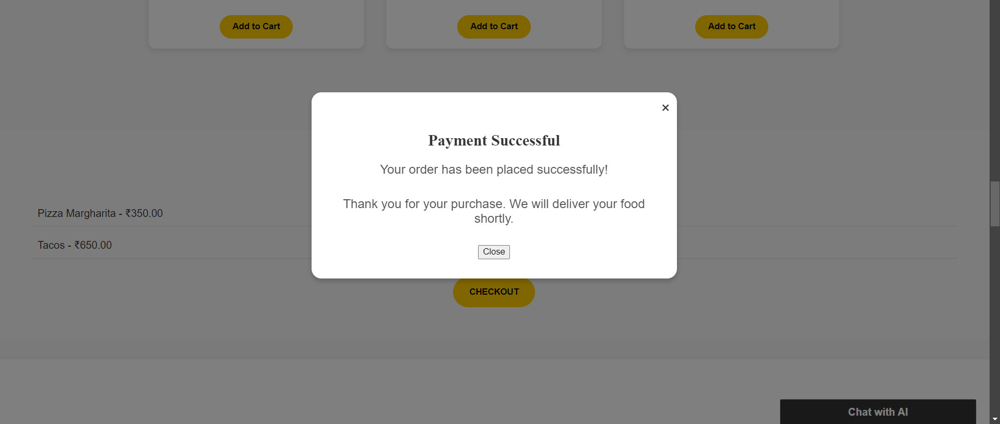 Add to Cart
Add to Cart
Add to Cart
×
Payment Successful
Your order has been placed successfully!
Thank you for your purchase. We will deliver your food
shortly.
Close
Pizza Margharita - ₹350.00
Tacos - ₹650.00
CHECKOUT
Chat with AI